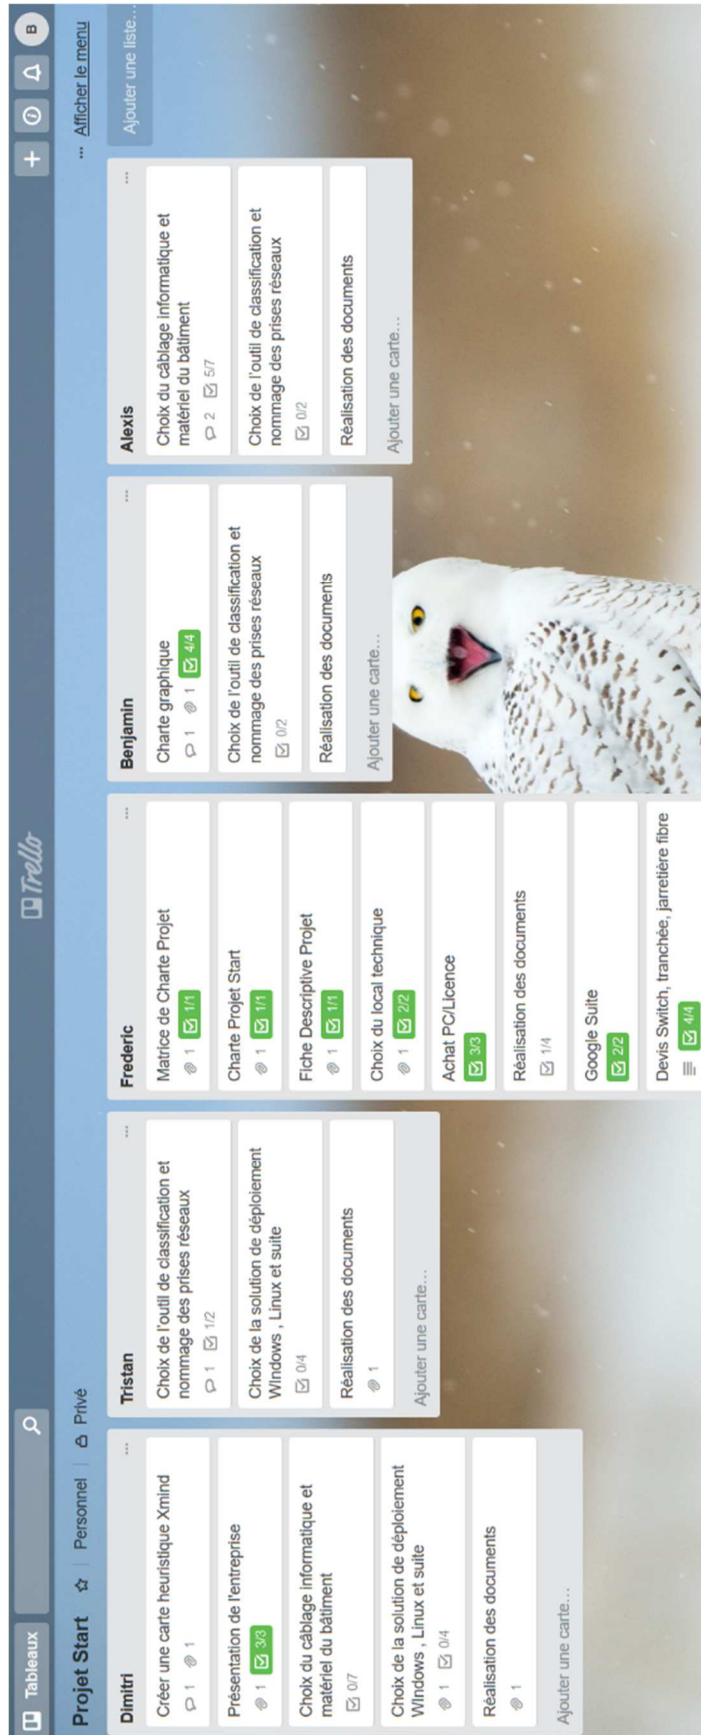 Tableaux
Trello
B
Projet Start
Personnel
Privé
... Afficher le menu
Dimitri
Créer une carte heuristique Xmind
1 1
Présentation de l'entreprise
1 3/3
Choix du câblage informatique et
matériel du bâtiment
0/7
Choix de la solution de déploiement
WIndows , Linux et suite
1 0/4
Réalisation des documents
1
Ajouter une carte...
Tristan
Choix de l'outil de classification et
nommage des prises réseaux
1 1/2
Choix de la solution de déploiement
WIndows , Linux et suite
0/4
Réalisation des documents
1
Ajouter une carte...
Frederic
Matrice de Charte Projet
1 1/1
Charte Projet Start
1 1/1
Fiche Descriptive Projet
1 1/1
Choix du local technique
1 2/2
Achat PC/Licence
3/3
Réalisation des documents
1/4
Google Suite
2/2
Devis Switch, tranchée, jarretière fibre
4/4
Benjamin
Charte graphique
1 1 4/4
Choix de l'outil de classification et
nommage des prises réseaux
0/2
Réalisation des documents
Ajouter une carte...
Alexis
Choix du câblage informatique et
matériel du bâtiment
2 5/7
Choix de l'outil de classification et
nommage des prises réseaux
0/2
Réalisation des documents
Ajouter une carte...
Ajouter une liste...